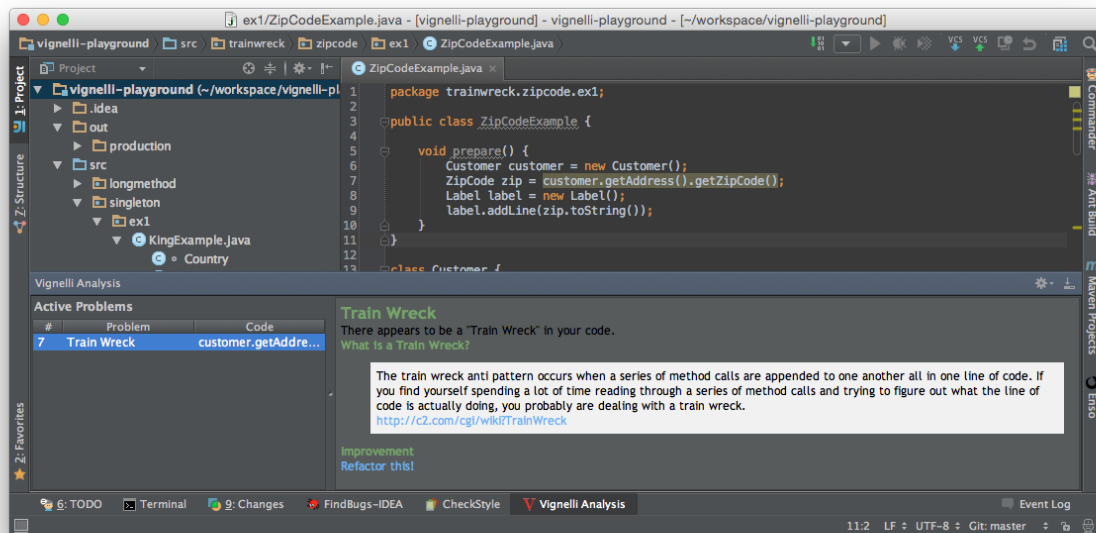 ex1/ZipCodeExample.java - [vignelli-playground] - vignelli-playground - [~/workspace/vignelli-playground]
vignelli-playground src trainwreck zipcode ex1 ZipCodeExample.java
VCS VCS
1: Project
Z: Structure
2: Favorites
Project
vignelli-playground (~/workspace/vignelli-pl
.idea
out
production
src
longmethod
singleton
ex1
KingExample.java
Country
ZipCodeExample.java
1 package trainwreck.zipcode.ex1;
2
3 public class ZipCodeExample {
4
5 void prepare() {
6 Customer customer = new Customer();
7 ZipCode zip = customer.getAddress().getZipCode();
8 Label label = new Label();
9 label.addLine(zip.toString());
10 }
11 }
12
13 class Customer {
Commander
Ant Build
Maven Projects
Enso
Vignelli Analysis
Active Problems
# Problem Code
7 Train Wreck customer.getAddre...
Train Wreck
There appears to be a "Train Wreck" in your code.
What is a Train Wreck?
The train wreck anti pattern occurs when a series of method calls are appended to one another all in one line of code. If
you find yourself spending a lot of time reading through a series of method calls and trying to figure out what the line of
code is actually doing, you probably are dealing with a train wreck.
http://c2.com/cgi/wiki?TrainWreck
Improvement
Refactor this!
6: TODO Terminal 9: Changes FindBugs-IDEA CheckStyle Vignelli Analysis Event Log
11:2 LF UTF-8 Git: master